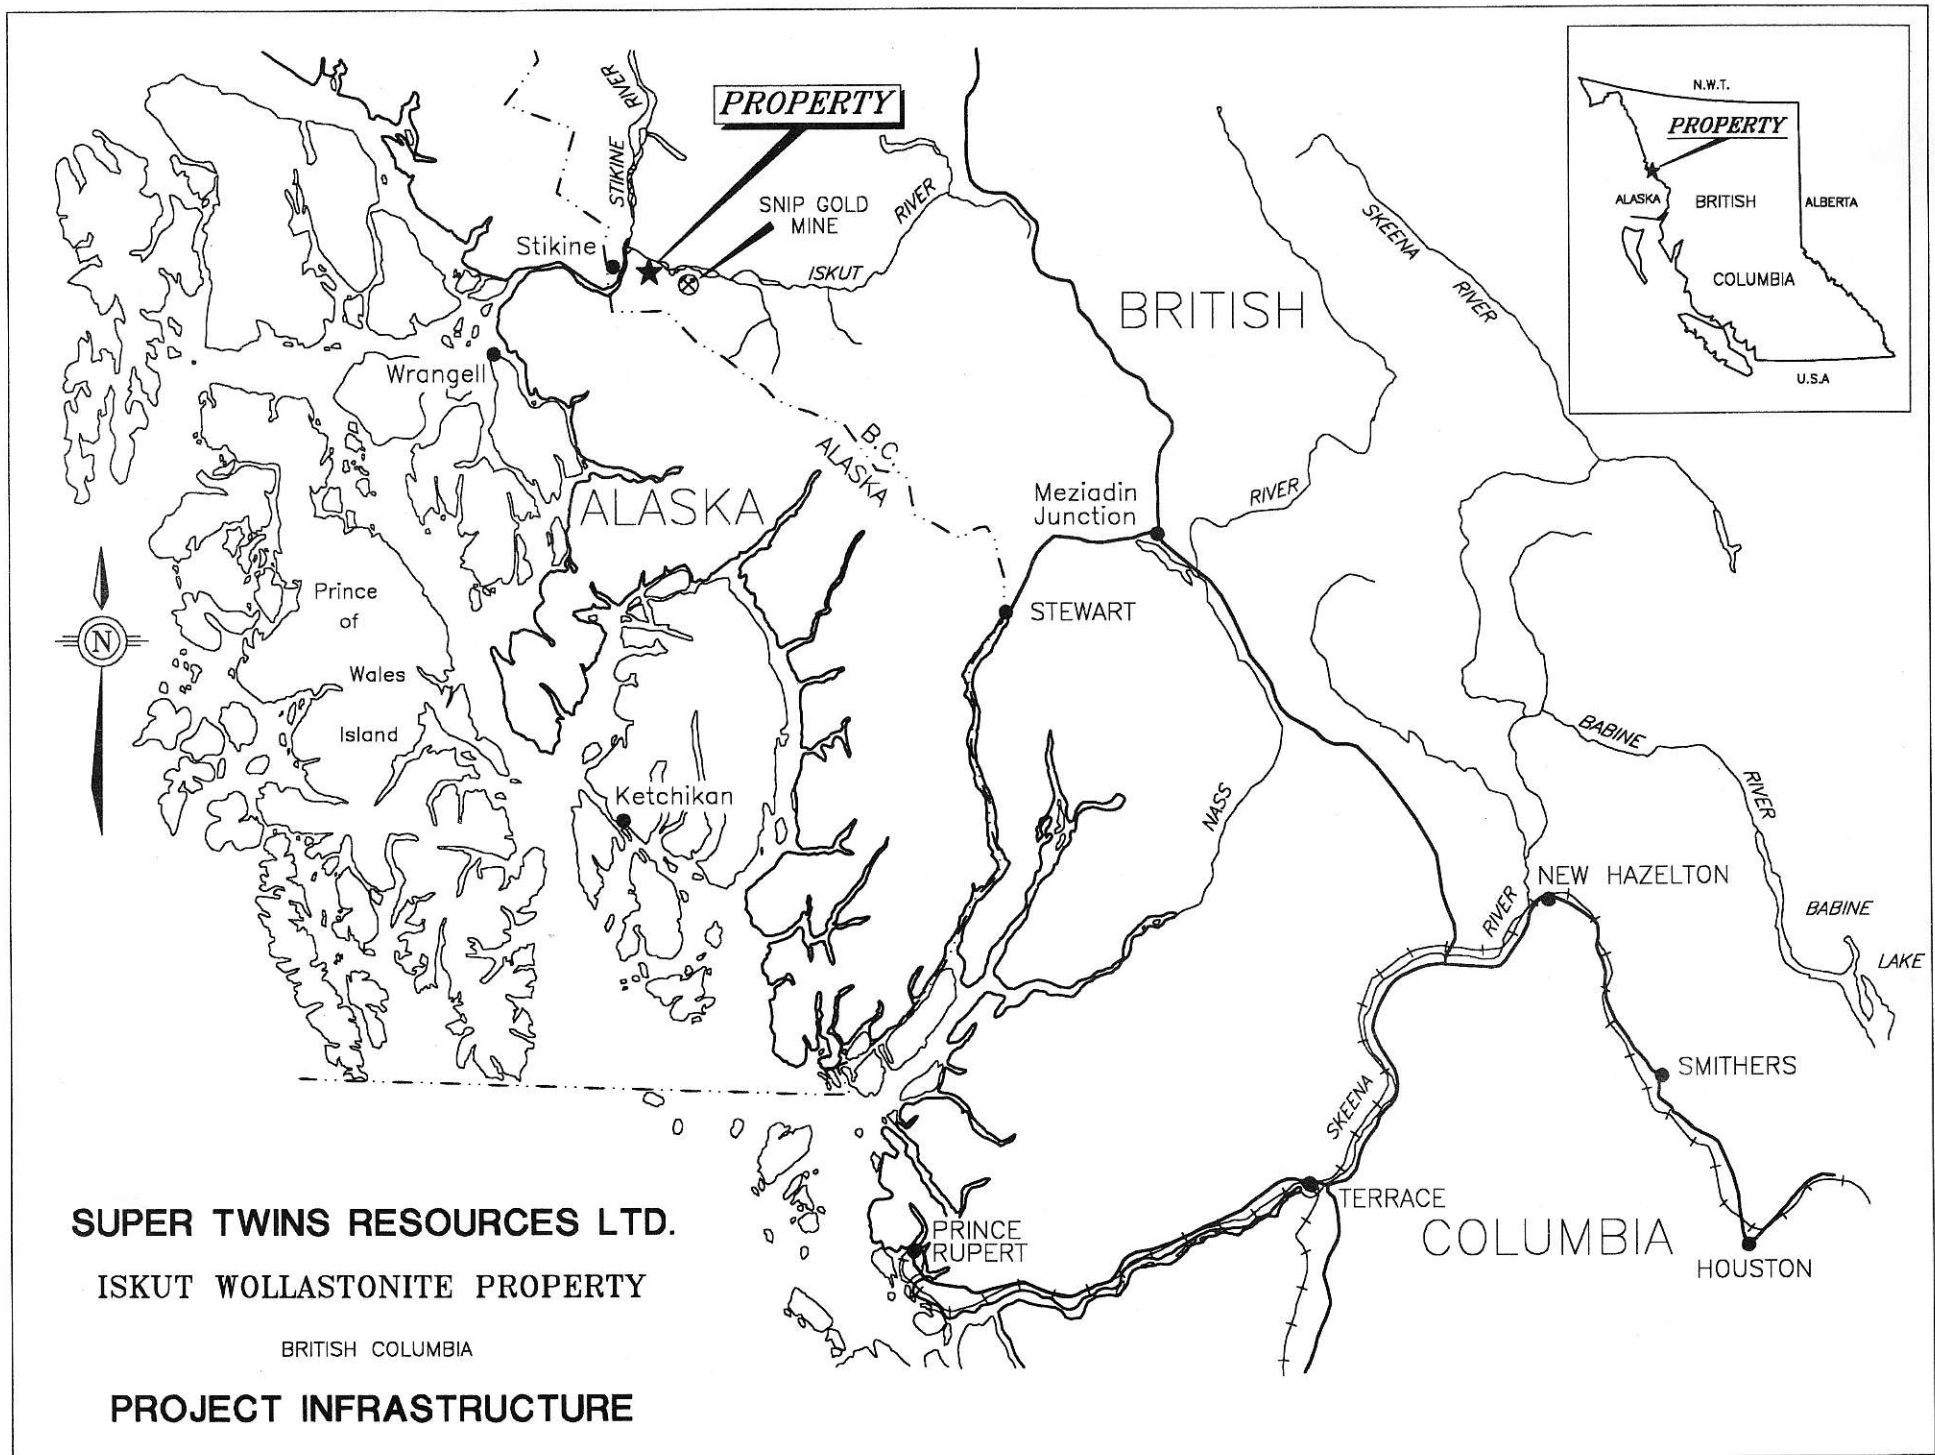 RIVER
STIKINE
PROPERTY
SNIP GOLD
MINE
RIVER
ISKUT
Stikine
Wrangell
BRITISH
SKEENA
RIVER
N.W.T.
PROPERTY
ALASKA
BRITISH
ALBERTA
COLUMBIA
U.S.A
B.C.
ALASKA
ALASKA
Meziadin
Junction
RIVER
STEWART
Prince
of
Wales
Island
N
Ketchikan
NASS
BABINE
RIVER
NEW HAZELTON
RIVER
BABINE
LAKE
SMITHERS
SKEENA
TERRACE
COLUMBIA
HOUSTON
PRINCE
RUPERT
SUPER TWINS RESOURCES LTD.
ISKUT WOLLASTONITE PROPERTY
BRITISH COLUMBIA
PROJECT INFRASTRUCTURE